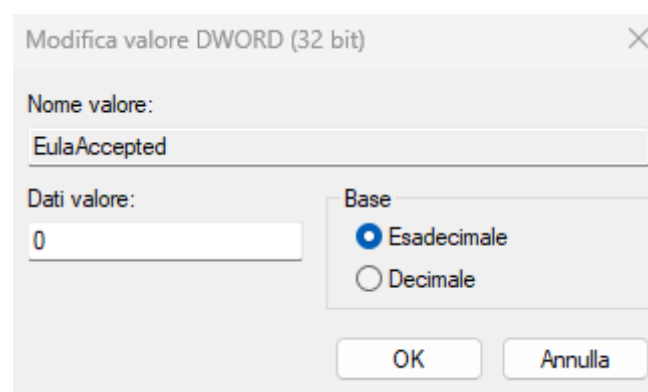 Modifica valore DWORD (32 bit)
Nome valore:
EulaAccepted
Dati valore:
0
Base
Esadecimale
Decimale
OK
Annulla